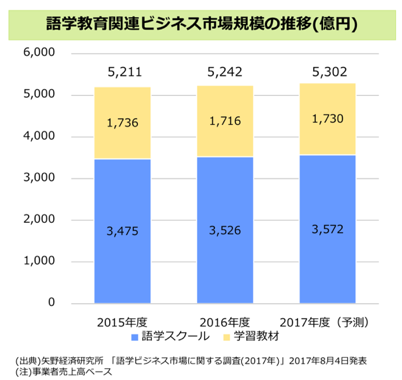 語学教育関連ビジネス市場規模の推移(億円)
6,000
5,000
4,000
3,000
2,000
1,000
0
5,211
5,242
5,302
1,736
1,716
1,730
3,475
3,526
3,572
2015年度
2016年度
2017年度（予測）
語学スクール
学習教材
(出典)矢野経済研究所 「語学ビジネス市場に関する調査(2017年)」2017年8月4日発表
(注)事業者売上高ベース